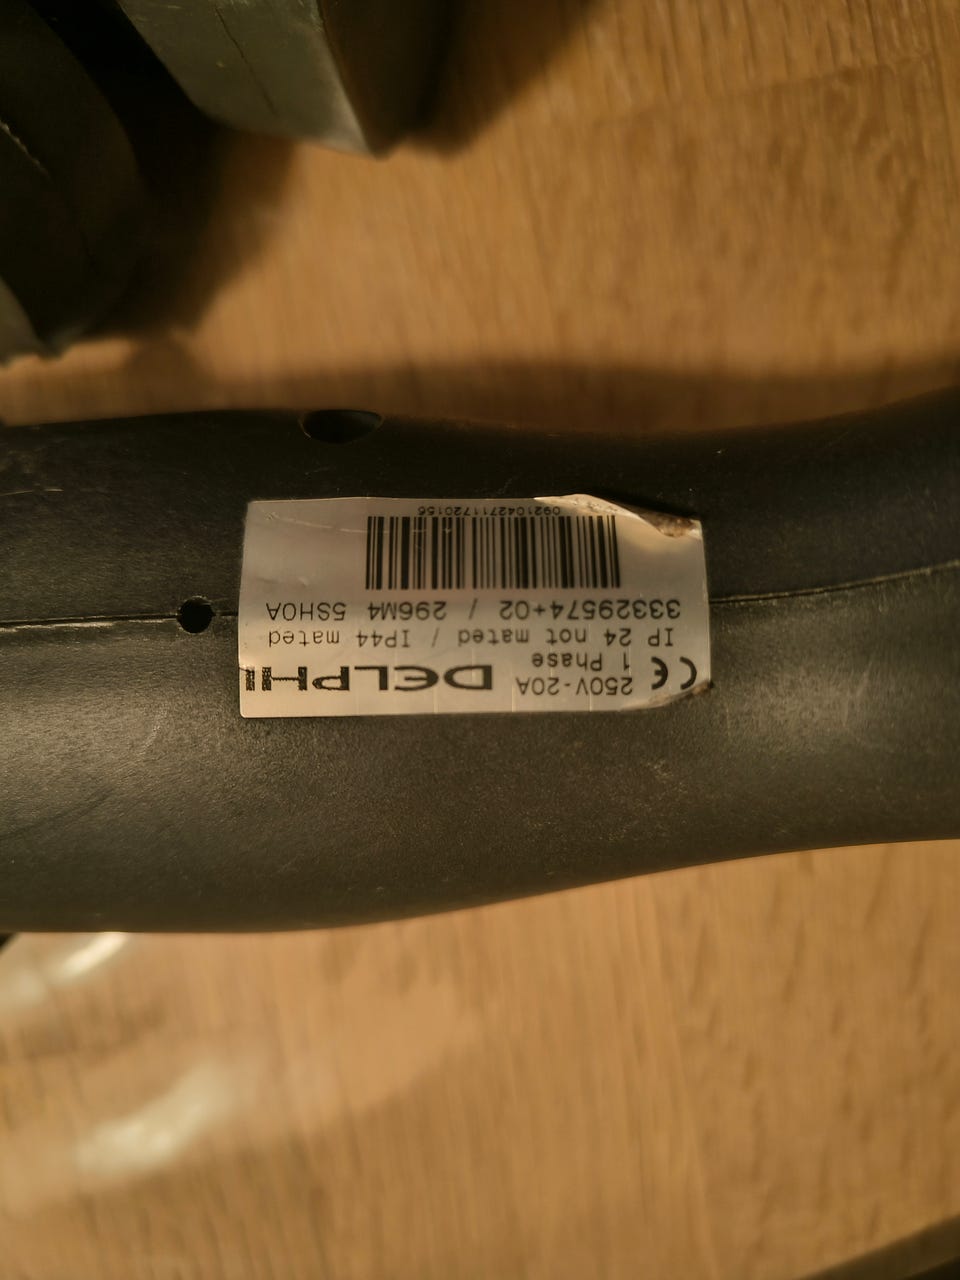 CE 250V-20A DELPHI
1 Phase
IP 24 not mated / IP44 mated
33329574+02 / 296M4 5SH0A
0921042711720156